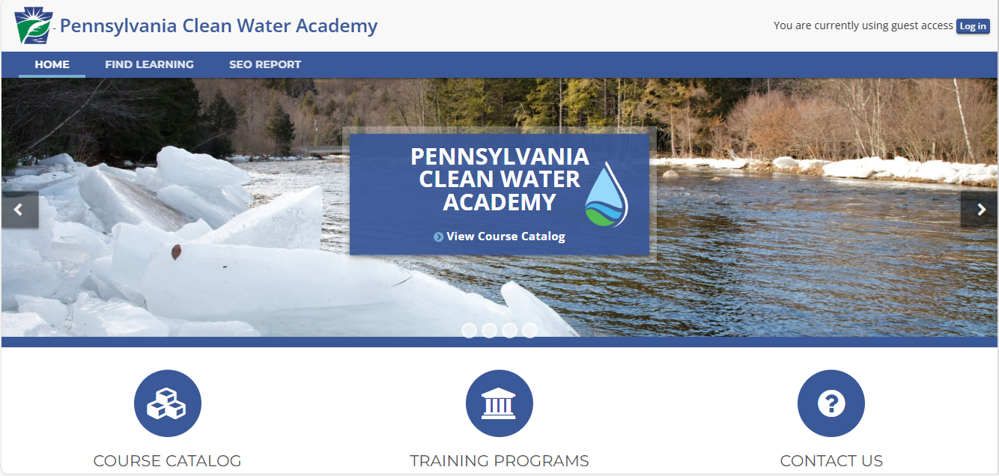 Pennsylvania Clean Water Academy
You are currently using guest access Log in
HOME FIND LEARNING SEO REPORT
PENNSYLVANIA
CLEAN WATER
ACADEMY
View Course Catalog
?
COURSE CATALOG TRAINING PROGRAMS CONTACT US